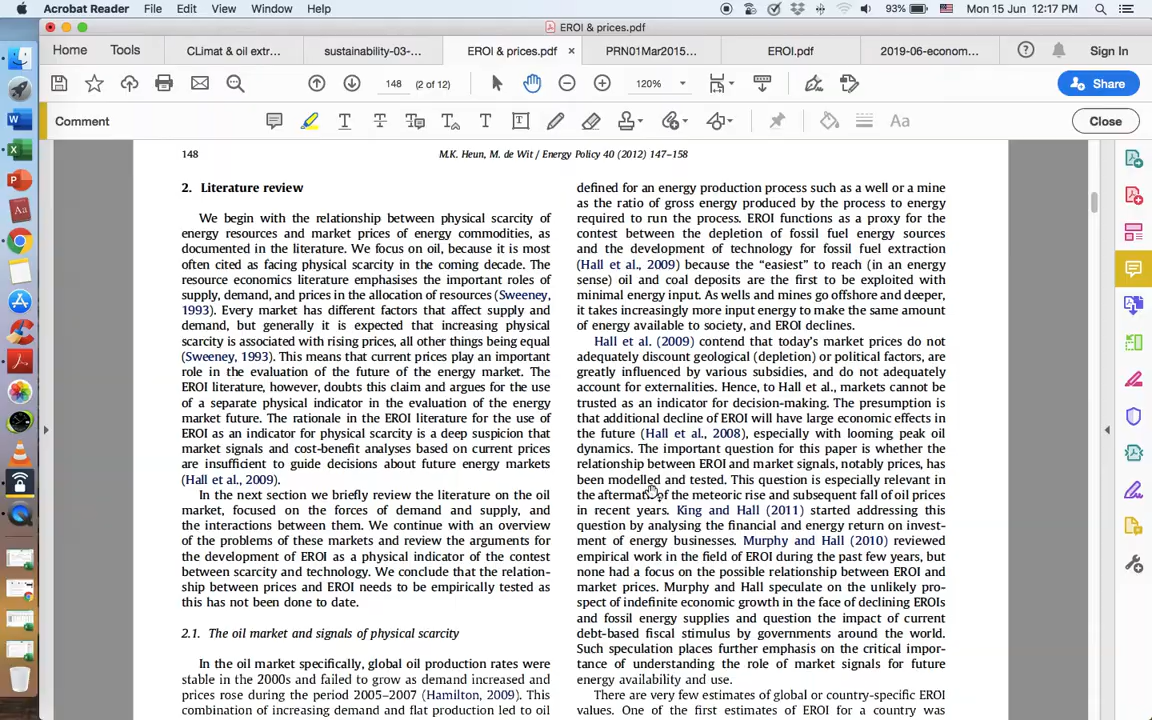 Acrobat Reader File Edit View Window Help 93% Mon 15 Jun 12:17 PM
EROI & prices.pdf
Home Tools CLimat & oil extr... sustainability-03-... EROI & prices.pdf × PRN01Mar2015... EROI.pdf 2019-06-econom... Sign In
148 (2 of 12) 120% Share
Comment Aa Close
148 M.K. Heun, M. de Wit / Energy Policy 40 (2012) 147–158
2. Literature review
We begin with the relationship between physical scarcity of
energy resources and market prices of energy commodities, as
documented in the literature. We focus on oil, because it is most
often cited as facing physical scarcity in the coming decade. The
resource economics literature emphasises the important roles of
supply, demand, and prices in the allocation of resources (Sweeney,
1993). Every market has different factors that affect supply and
demand, but generally it is expected that increasing physical
scarcity is associated with rising prices, all other things being equal
(Sweeney, 1993). This means that current prices play an important
role in the evaluation of the future of the energy market. The
EROI literature, however, doubts this claim and argues for the use
of a separate physical indicator in the evaluation of the energy
market future. The rationale in the EROI literature for the use of
EROI as an indicator for physical scarcity is a deep suspicion that
market signals and cost-benefit analyses based on current prices
are insufficient to guide decisions about future energy markets
(Hall et al., 2009).
In the next section we briefly review the literature on the oil
market, focused on the forces of demand and supply, and
the interactions between them. We continue with an overview
of the problems of these markets and review the arguments for
the development of EROI as a physical indicator of the contest
between scarcity and technology. We conclude that the relation-
ship between prices and EROI needs to be empirically tested as
this has not been done to date.
2.1. The oil market and signals of physical scarcity
In the oil market specifically, global oil production rates were
stable in the 2000s and failed to grow as demand increased and
prices rose during the period 2005–2007 (Hamilton, 2009). This
combination of increasing demand and flat production led to oil
defined for an energy production process such as a well or a mine
as the ratio of gross energy produced by the process to energy
required to run the process. EROI functions as a proxy for the
contest between the depletion of fossil fuel energy sources
and the development of technology for fossil fuel extraction
(Hall et al., 2009) because the “easiest” to reach (in an energy
sense) oil and coal deposits are the first to be exploited with
minimal energy input. As wells and mines go offshore and deeper,
it takes increasingly more input energy to make the same amount
of energy available to society, and EROI declines.
Hall et al. (2009) contend that today's market prices do not
adequately discount geological (depletion) or political factors, are
greatly influenced by various subsidies, and do not adequately
account for externalities. Hence, to Hall et al., markets cannot be
trusted as an indicator for decision-making. The presumption is
that additional decline of EROI will have large economic effects in
the future (Hall et al., 2008), especially with looming peak oil
dynamics. The important question for this paper is whether the
relationship between EROI and market signals, notably prices, has
been modelled and tested. This question is especially relevant in
the aftermath of the meteoric rise and subsequent fall of oil prices
in recent years. King and Hall (2011) started addressing this
question by analysing the financial and energy return on invest-
ment of energy businesses. Murphy and Hall (2010) reviewed
empirical work in the field of EROI during the past few years, but
none had a focus on the possible relationship between EROI and
market prices. Murphy and Hall speculate on the unlikely pro-
spect of indefinite economic growth in the face of declining EROIs
and fossil energy supplies and question the impact of current
debt-based fiscal stimulus by governments around the world.
Such speculation places further emphasis on the critical impor-
tance of understanding the role of market signals for future
energy availability and use.
There are very few estimates of global or country-specific EROI
values. One of the first estimates of EROI for a country was